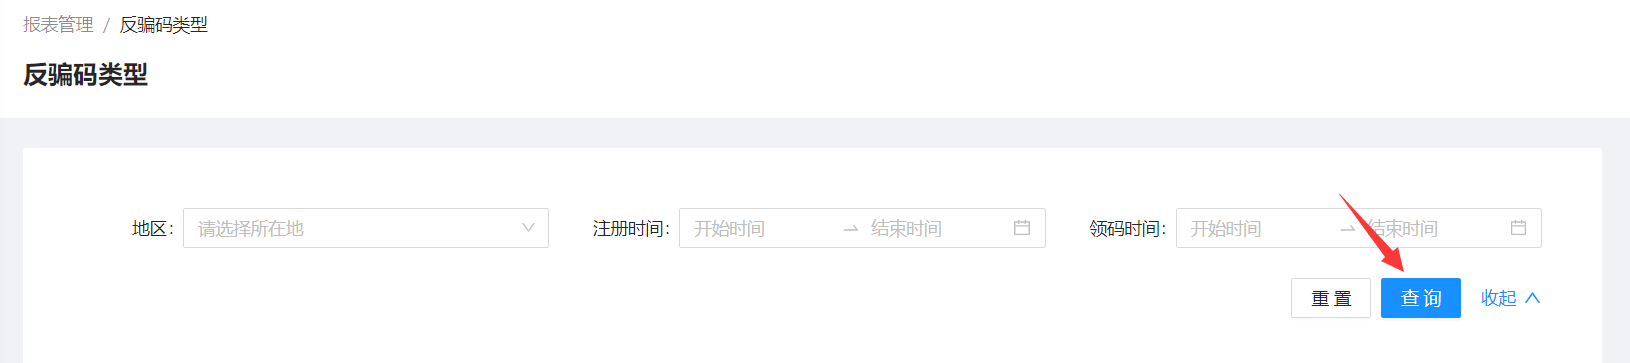 报表管理 / 反骗码类型
反骗码类型
地区: 请选择所在地 注册时间: 开始时间 → 结束时间 领码时间: 开始时间 → 结束时间
重置 查询 收起